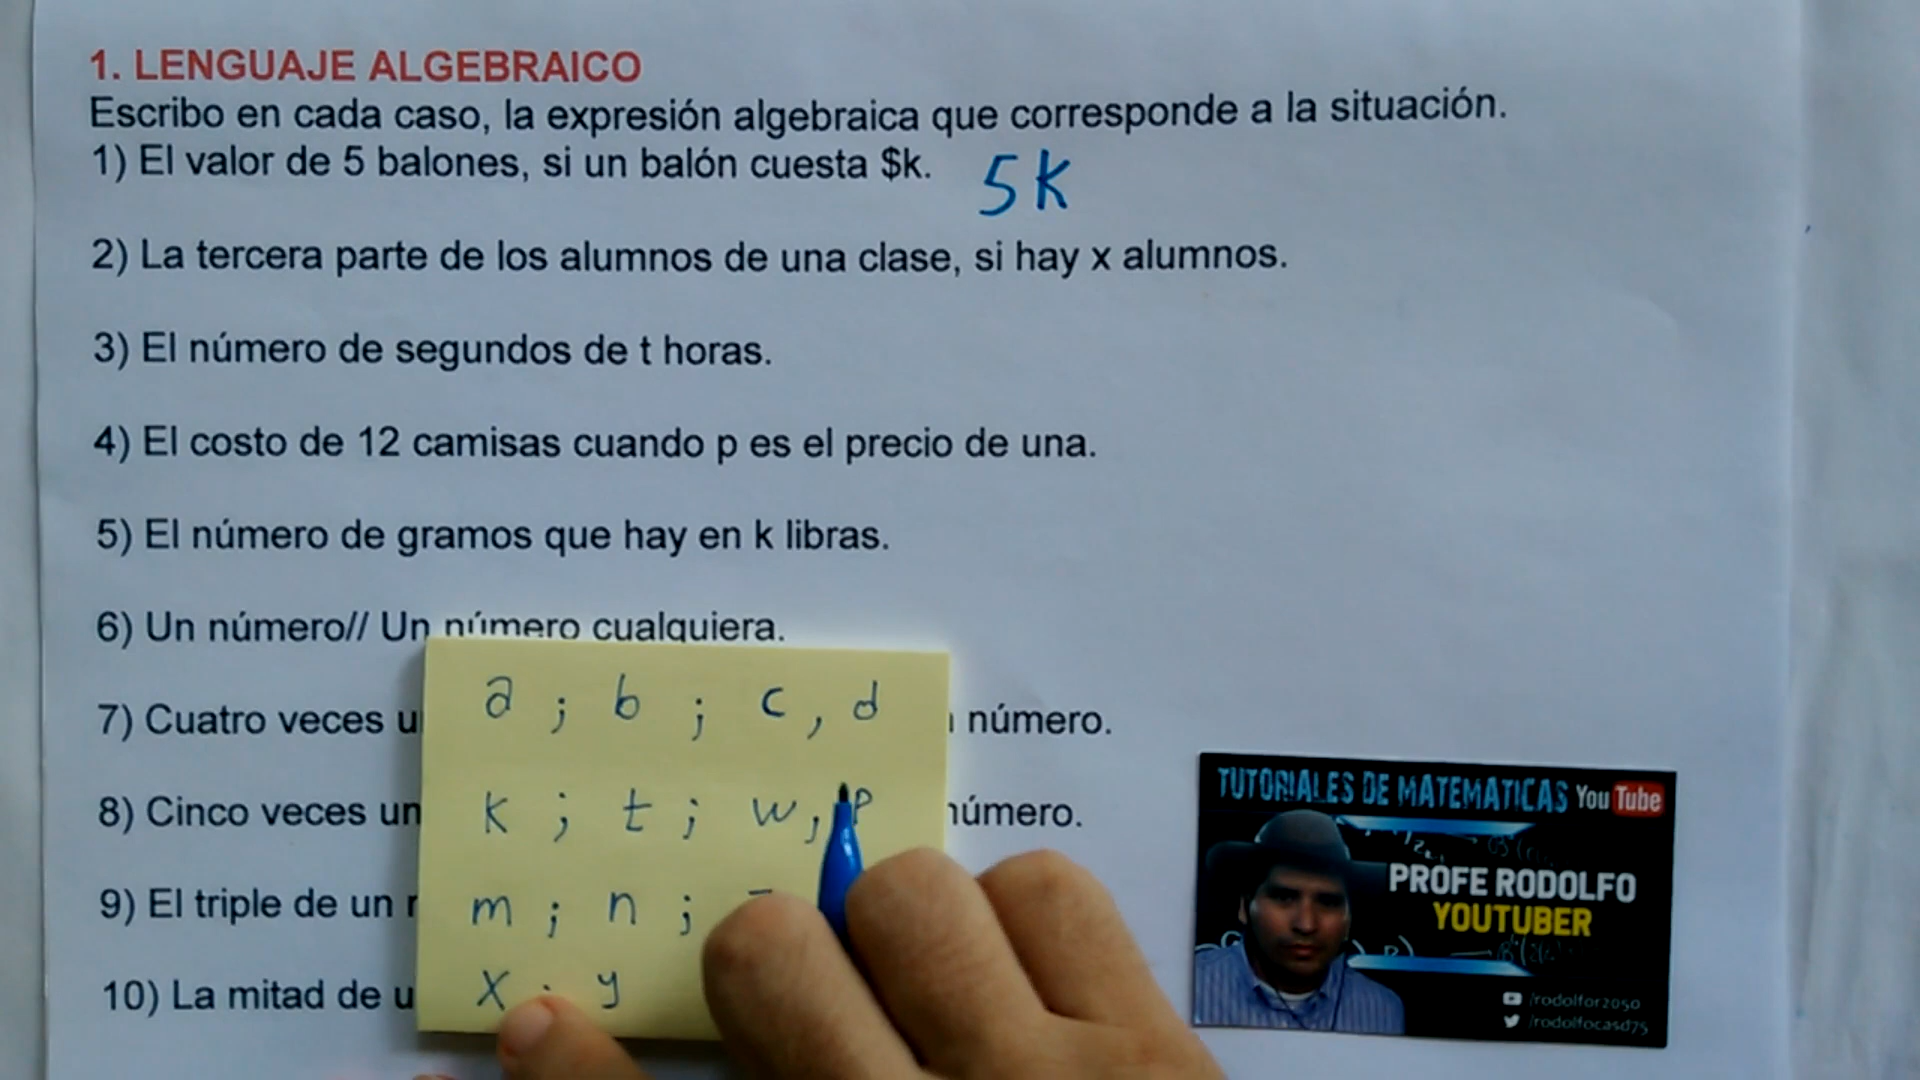 1. LENGUAJE ALGEBRAICO
Escribo en cada caso, la expresión algebraica que corresponde a la situación.
1) El valor de 5 balones, si un balón cuesta $k. 5K
2) La tercera parte de los alumnos de una clase, si hay x alumnos.
3) El número de segundos de t horas.
4) El costo de 12 camisas cuando p es el precio de una.
5) El número de gramos que hay en k libras.
6) Un número// Un número cualquiera.
7) Cuatro veces número.
8) Cinco veces un número.
9) El triple de un
10) La mitad de
a ; b ; c , d
k ; t ; w , p
m ; n ;
x ; y
TUTORIALES DE MATEMATICAS YouTube
PROFE RODOLFO
YOUTUBER
/rodolfor2050
/rodolfocasd75